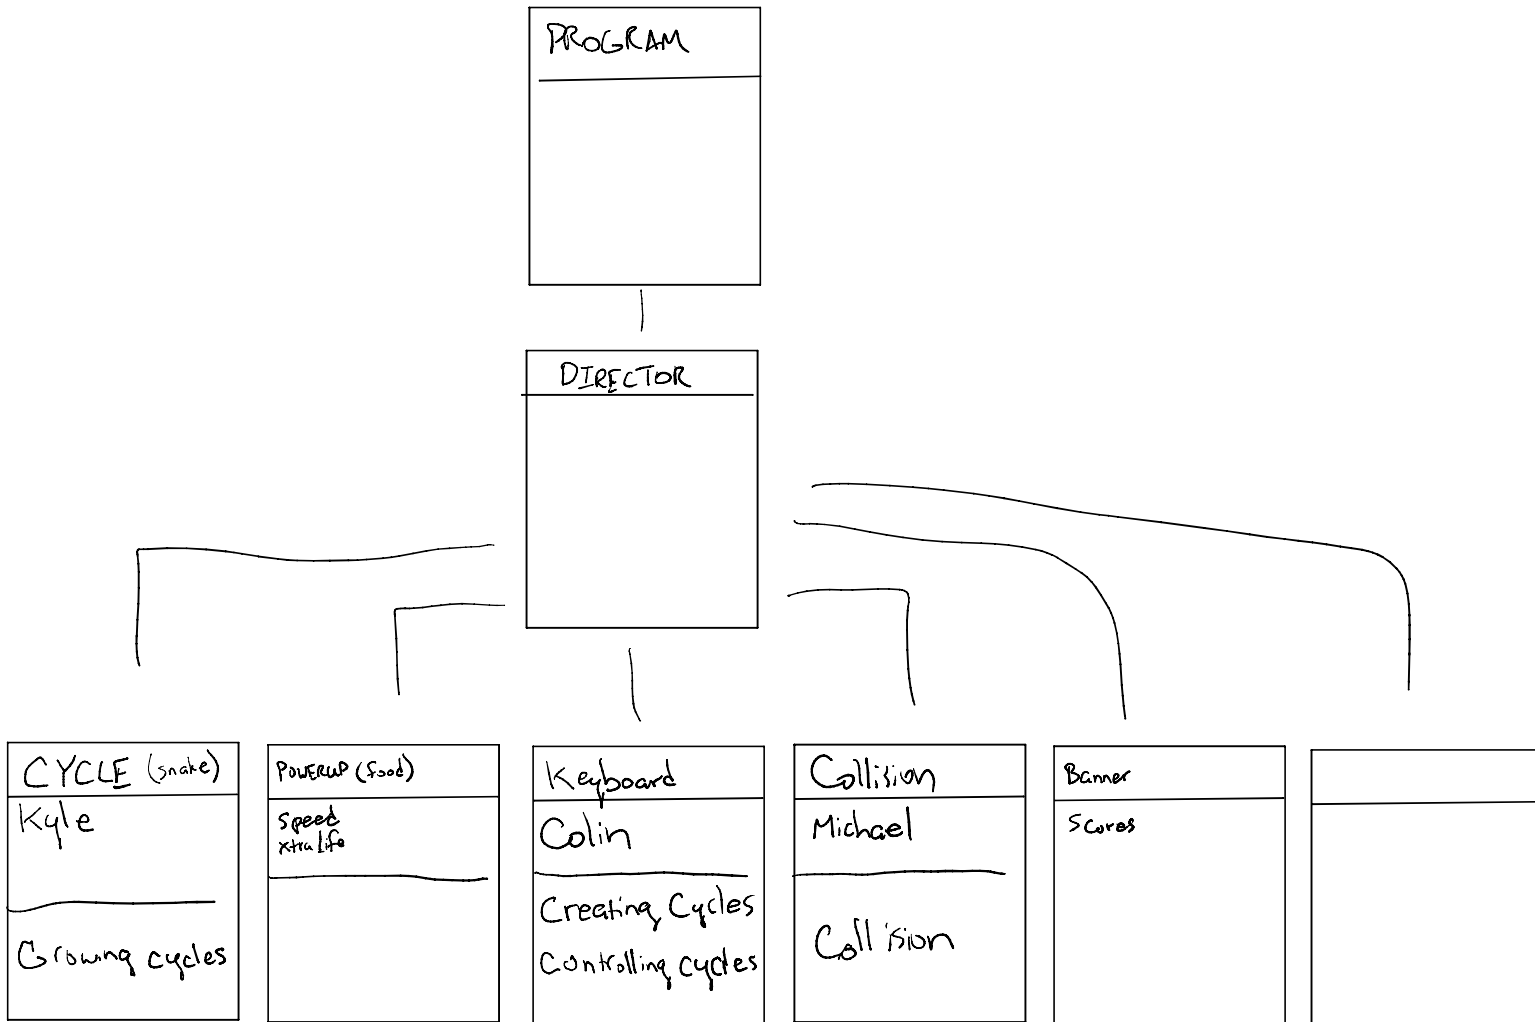 PROGRAM
DIRECTOR
CYCLE (snake)
Kyle
Growing cycles
POWERUP (food)
Speed
xtra life
Keyboard
Colin
Creating Cycles
Controlling cycles
Collision
Michael
Collision
Banner
Scores